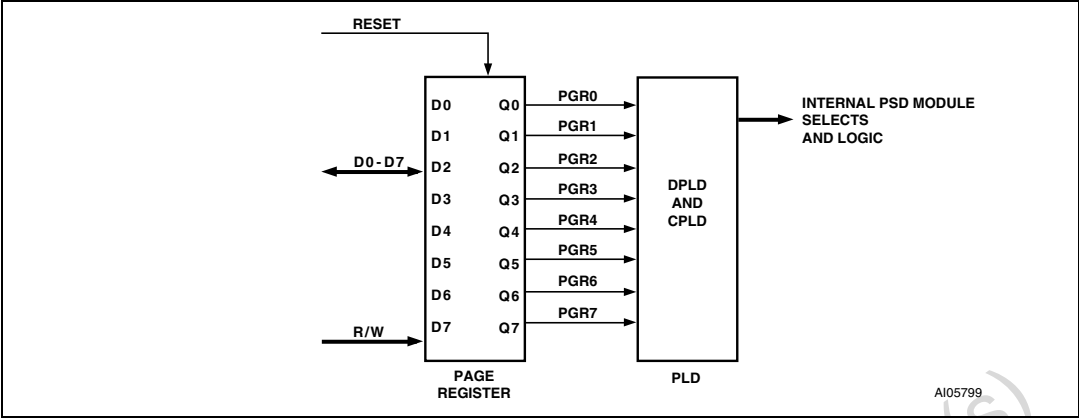 RESET
D0 Q0 PGR0
D1 Q1 PGR1
D0-D7 D2 Q2 PGR2
D3 Q3 PGR3
D4 Q4 PGR4
D5 Q5 PGR5
D6 Q6 PGR6
R/W D7 Q7 PGR7
DPLD
AND
CPLD
INTERNAL PSD MODULE
SELECTS
AND LOGIC
PAGE
REGISTER
PLD
AI05799